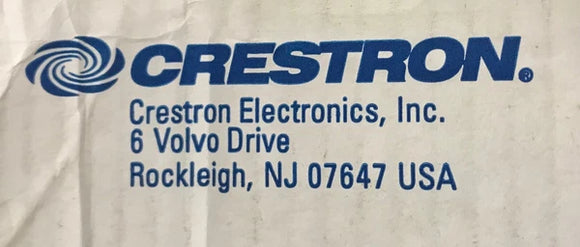 CRESTRON®
Crestron Electronics, Inc.
6 Volvo Drive
Rockleigh, NJ 07647 USA